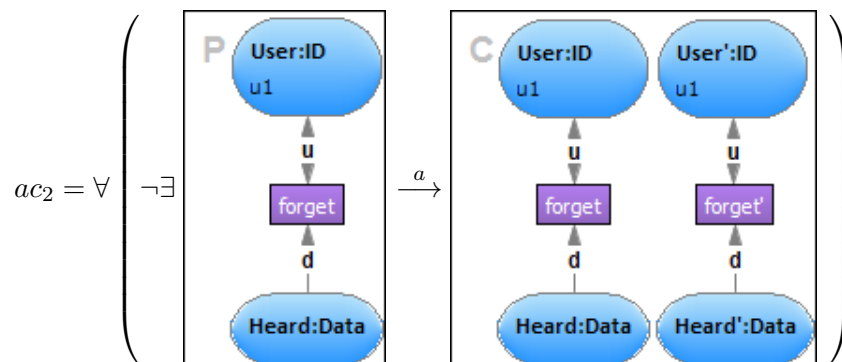 P User:ID C User:ID User':ID
u1 u1 u1
u u u
ac₂ = ∀ ( ¬∃ a → )
forget forget forget'
d d d
Heard:Data Heard:Data Heard':Data